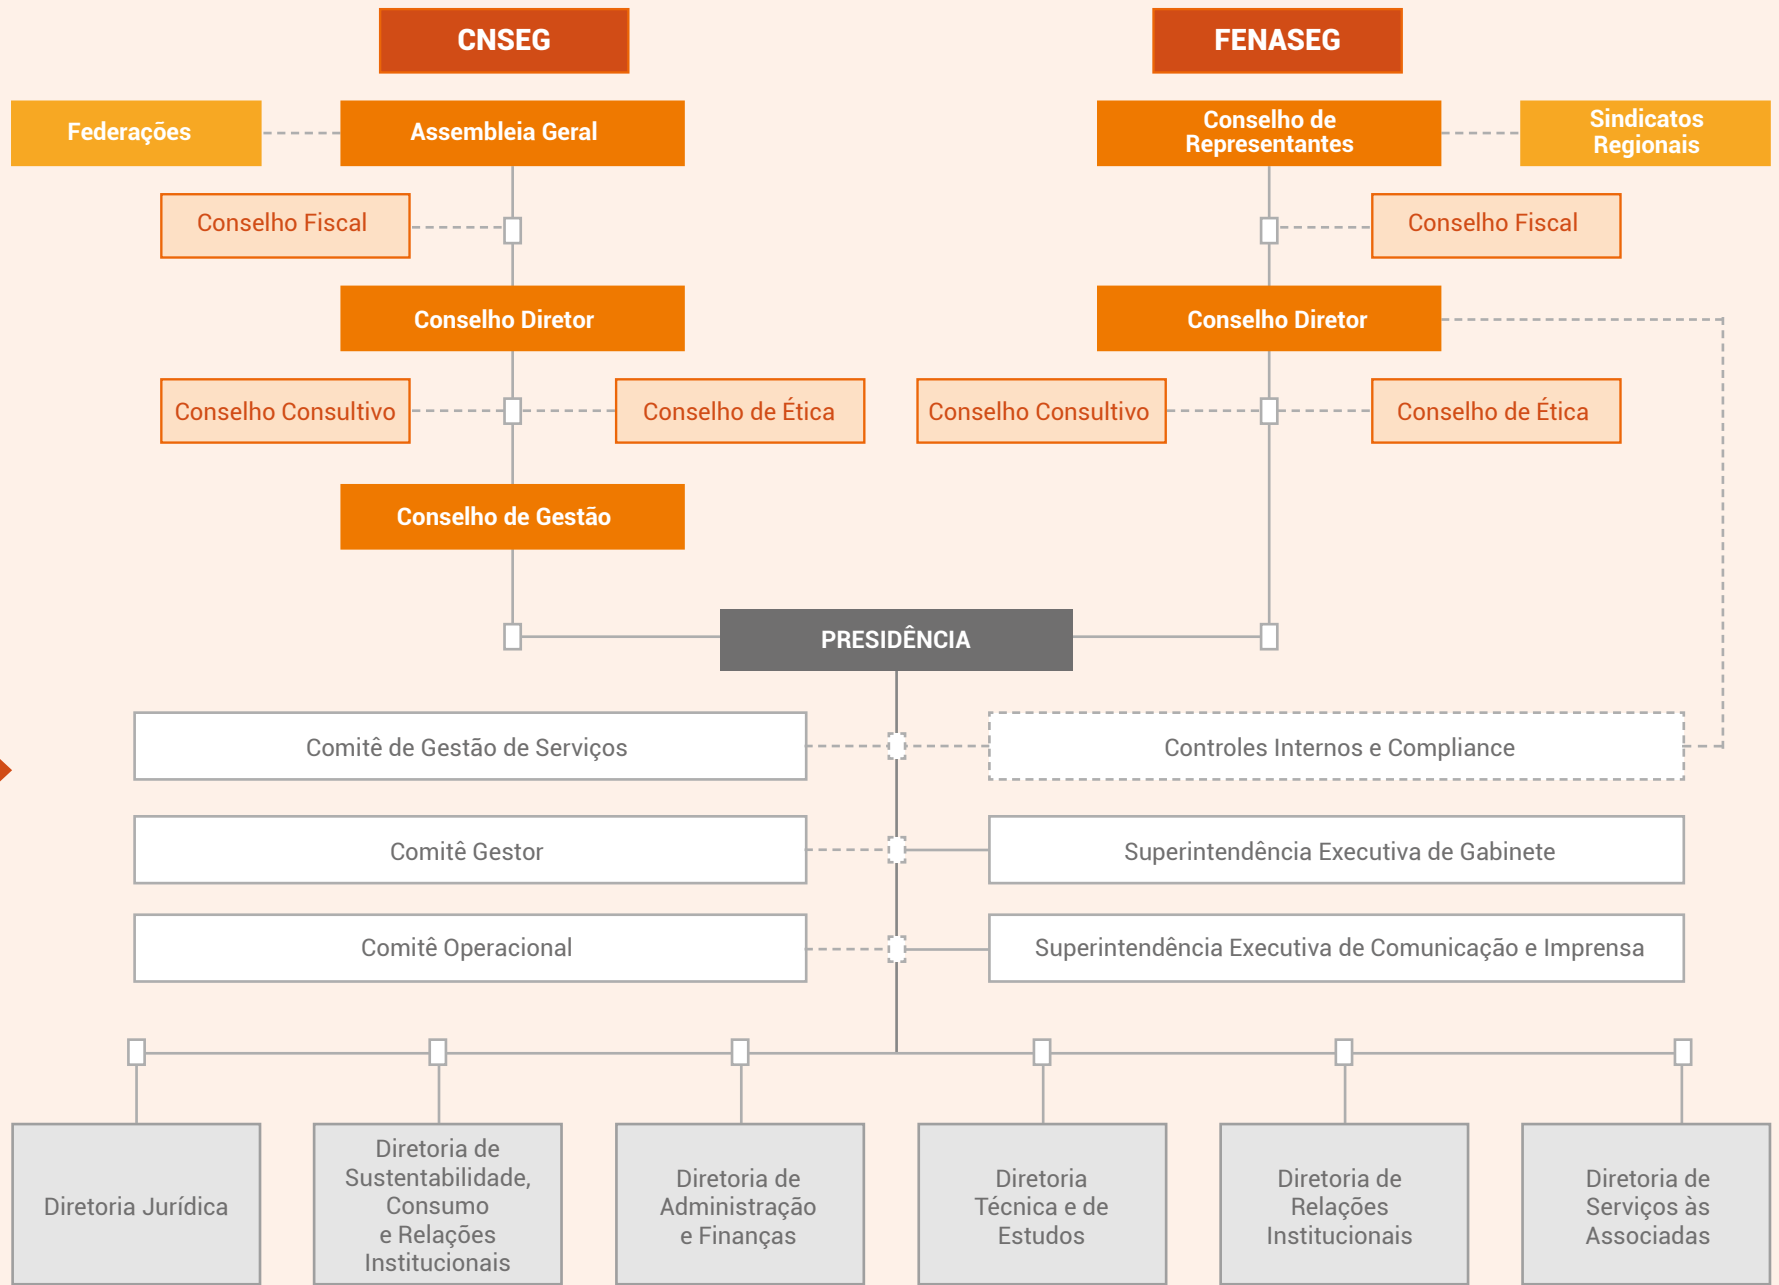 CNSEG
FENASEG
Federações
Assembleia Geral
Conselho de
Representantes
Sindicatos
Regionais
Conselho Fiscal
Conselho Fiscal
Conselho Diretor
Conselho Diretor
Conselho Consultivo
Conselho de Ética
Conselho Consultivo
Conselho de Ética
Conselho de Gestão
PRESIDÊNCIA
Comitê de Gestão de Serviços
Controles Internos e Compliance
Comitê Gestor
Superintendência Executiva de Gabinete
Comitê Operacional
Superintendência Executiva de Comunicação e Imprensa
Diretoria Jurídica
Diretoria de
Sustentabilidade,
Consumo
e Relações
Institucionais
Diretoria de
Administração
e Finanças
Diretoria
Técnica e de
Estudos
Diretoria de
Relações
Institucionais
Diretoria de
Serviços às
Associadas